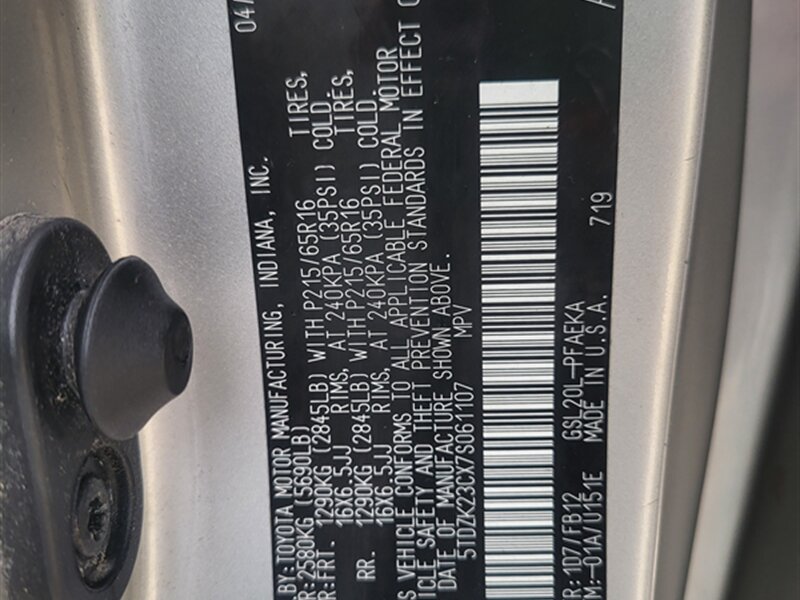 04/
BY: TOYOTA MOTOR MANUFACTURING, INDIANA, INC.
R: 2580KG (5690LB)
R: FRT. 1290KG (2845LB) WITH P215/65R16 TIRES,
16X6.5JJ RIMS, AT 240KPA (35PSI) COLD.
RR. 1290KG (2845LB) WITH P215/65R16 TIRES,
16X6.5JJ RIMS, AT 240KPA (35PSI) COLD.
S VEHICLE CONFORMS TO ALL APPLICABLE FEDERAL MOTOR
ICLE SAFETY AND THEFT PREVENTION STANDARDS IN EFFECT O
DATE OF MANUFACTURE SHOWN ABOVE.
5TDZK23CX7S061107 MPV
R: 1D7/FB12 GSL20L-PFAEKA 719
M: -01A/U151E MADE IN U.S.A.